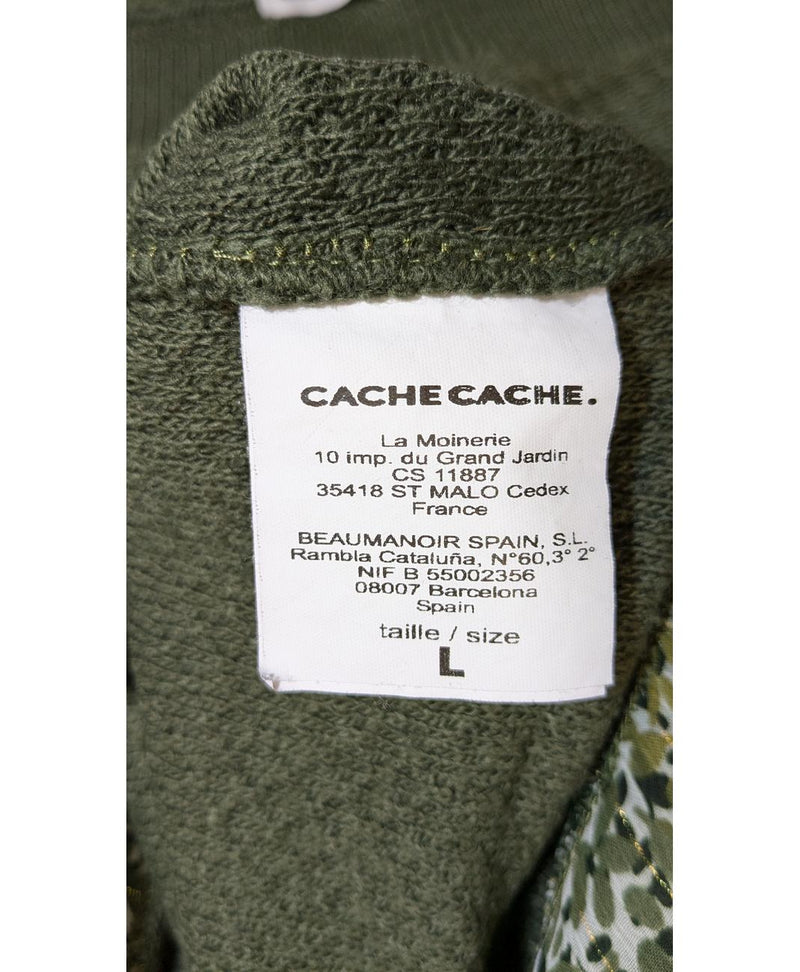 CACHE CACHE.
La Moinerie
10 imp. du Grand Jardin
CS 11887
35418 ST MALO Cedex
France
BEAUMANOIR SPAIN, S.L.
Rambla Cataluña, N°60,3° 2°
NIF B 55002356
08007 Barcelona
Spain
taille / size
L